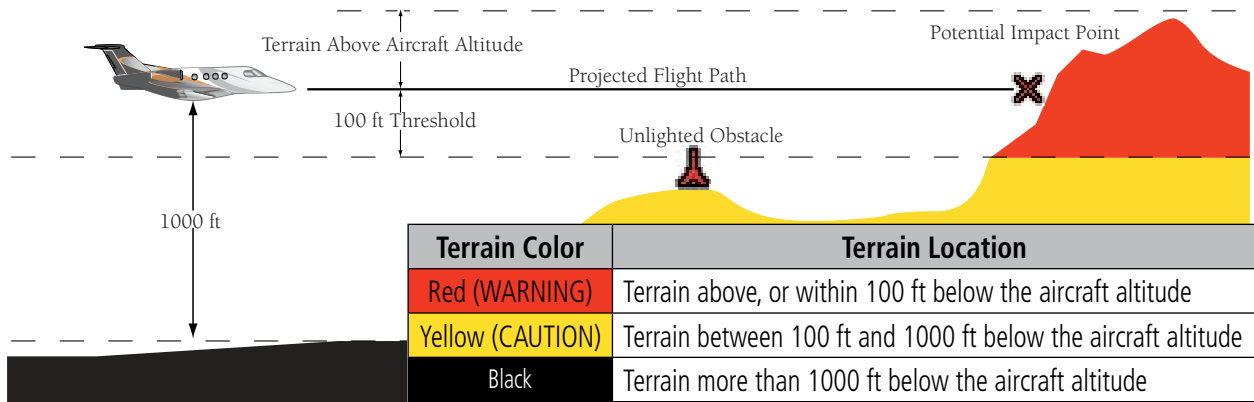 Terrain Above Aircraft Altitude
Potential Impact Point
Projected Flight Path
100 ft Threshold
Unlighted Obstacle
1000 ft
Terrain Color Terrain Location
Red (WARNING) Terrain above, or within 100 ft below the aircraft altitude
Yellow (CAUTION) Terrain between 100 ft and 1000 ft below the aircraft altitude
Black Terrain more than 1000 ft below the aircraft altitude